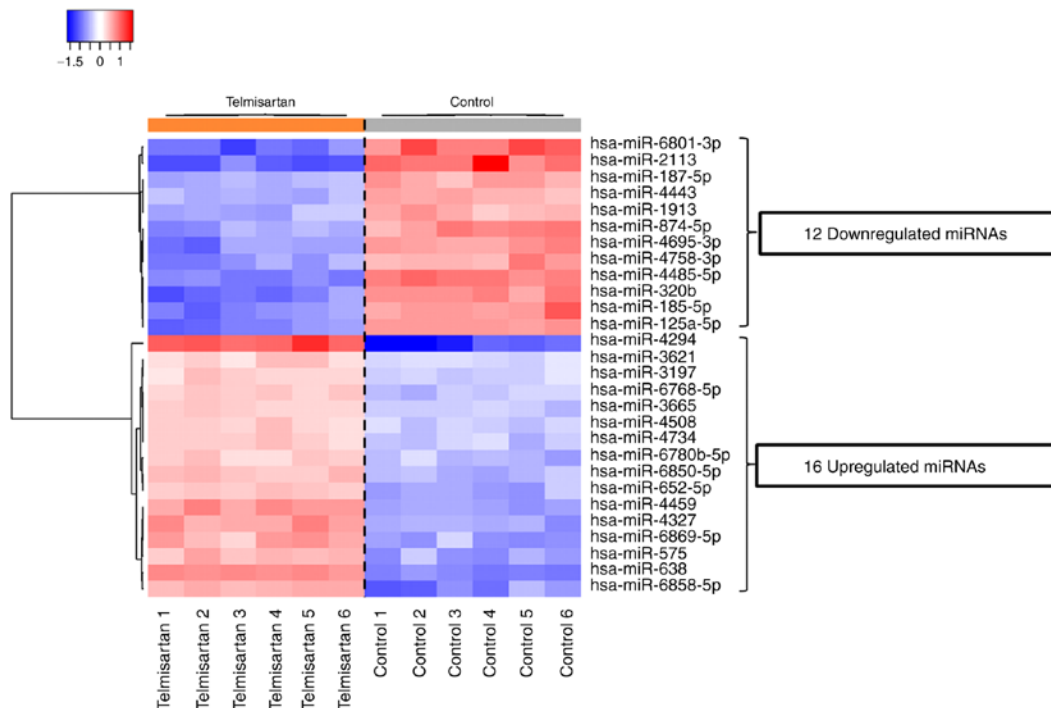 −1.5 0 1
Telmisartan Control
hsa-miR-6801-3p
hsa-miR-2113
hsa-miR-187-5p
hsa-miR-4443
hsa-miR-1913
hsa-miR-874-5p
hsa-miR-4695-3p
hsa-miR-4758-3p
hsa-miR-4485-5p
hsa-miR-320b
hsa-miR-185-5p
hsa-miR-125a-5p
12 Downregulated miRNAs
hsa-miR-4294
hsa-miR-3621
hsa-miR-3197
hsa-miR-6768-5p
hsa-miR-3665
hsa-miR-4508
hsa-miR-4734
hsa-miR-6780b-5p
hsa-miR-6850-5p
hsa-miR-652-5p
hsa-miR-4459
hsa-miR-4327
hsa-miR-6869-5p
hsa-miR-575
hsa-miR-638
hsa-miR-6858-5p
16 Upregulated miRNAs
Telmisartan 1
Telmisartan 2
Telmisartan 3
Telmisartan 4
Telmisartan 5
Telmisartan 6
Control 1
Control 2
Control 3
Control 4
Control 5
Control 6